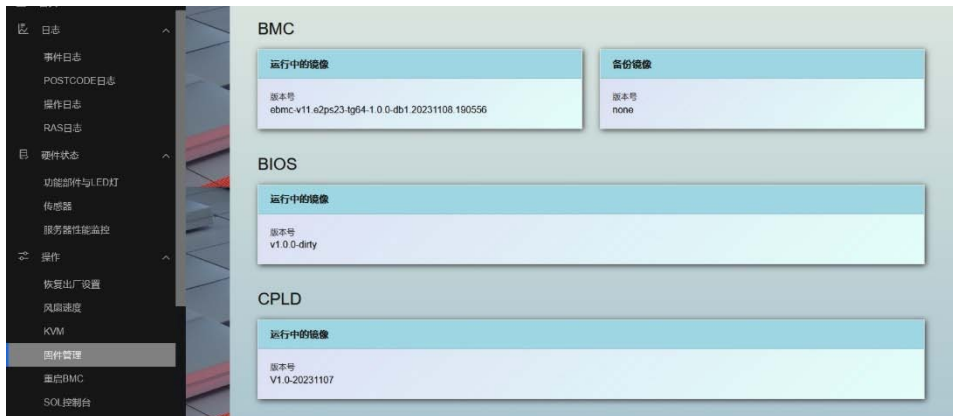 日志
事件日志
POSTCODE日志
操作日志
RAS日志
硬件状态
功能部件与LED灯
传感器
服务器性能监控
操作
恢复出厂设置
风扇速度
KVM
固件管理
重启BMC
SOL控制台
BMC
运行中的镜像
版本号
ebmc-v11.e2ps23-tg64-1.0.0-db1.20231108.190556
备份镜像
版本号
none
BIOS
运行中的镜像
版本号
v1.0.0-dirty
CPLD
运行中的镜像
版本号
V1.0-20231107